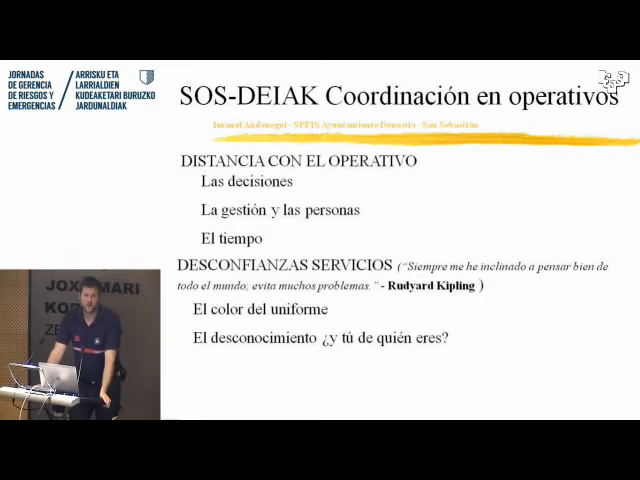 JORNADAS
DE GERENCIA
DE RIESGOS Y
EMERGENCIAS
ARRISKU ETA
LARRIALDIEN
KUDEAKETARI BURUZKO
JARDUNALDIAK
SOS-DEIAK Coordinación en operativos
Imanol Andonegui - SPEIS Ayuntamiento Donostia / San Sebastián
DISTANCIA CON EL OPERATIVO
Las decisiones
La gestión y las personas
El tiempo
DESCONFIANZAS SERVICIOS (“Siempre me he inclinado a pensar bien de
todo el mundo; evita muchos problemas.” - Rudyard Kipling )
El color del uniforme
El desconocimiento ¿y tú de quién eres?
JOXE MARI